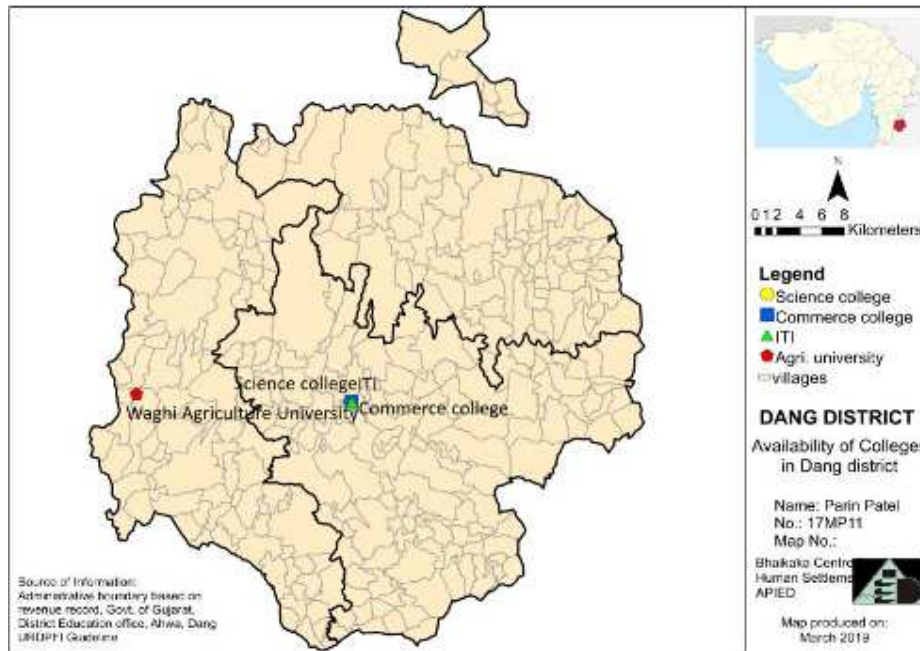 Science collegeITI
Waghi Agriculture University
Commerce college
Source of Information:
Administrative boundary based on
revenue record, Govt. of Gujarat,
District Education office, Ahwa, Dang
URDPFI Guideline
N
0 1 2 4 6 8
Kilometers
Legend
Science college
Commerce college
ITI
Agri. university
villages
DANG DISTRICT
Availability of Colleges
in Dang district
Name: Parin Patel
No.: 17MP11
Map No.:
Bhaikaka Centre
Human Settleme
APIED
Map produced on:
March 2019